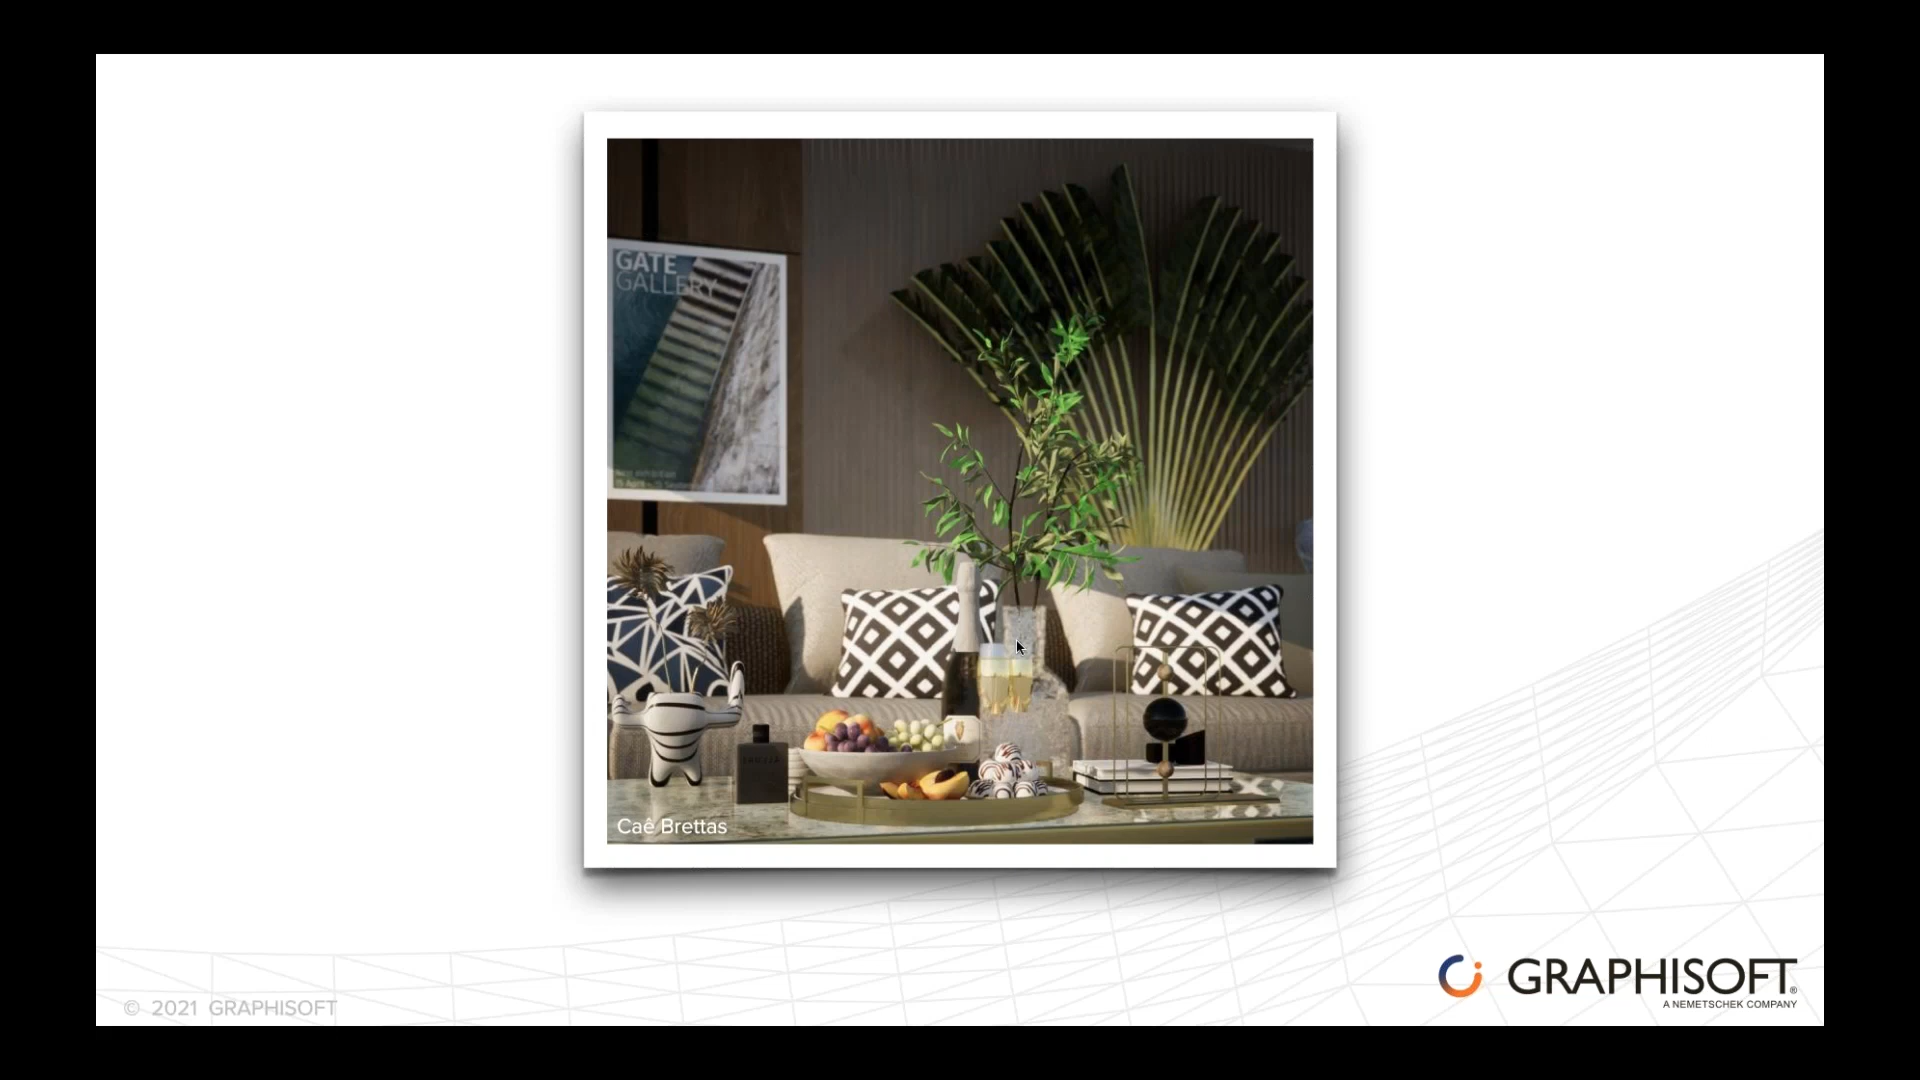 GATE
GALLERY
Caê Brettas
© 2021 GRAPHISOFT
GRAPHISOFT®
A NEMETSCHEK COMPANY